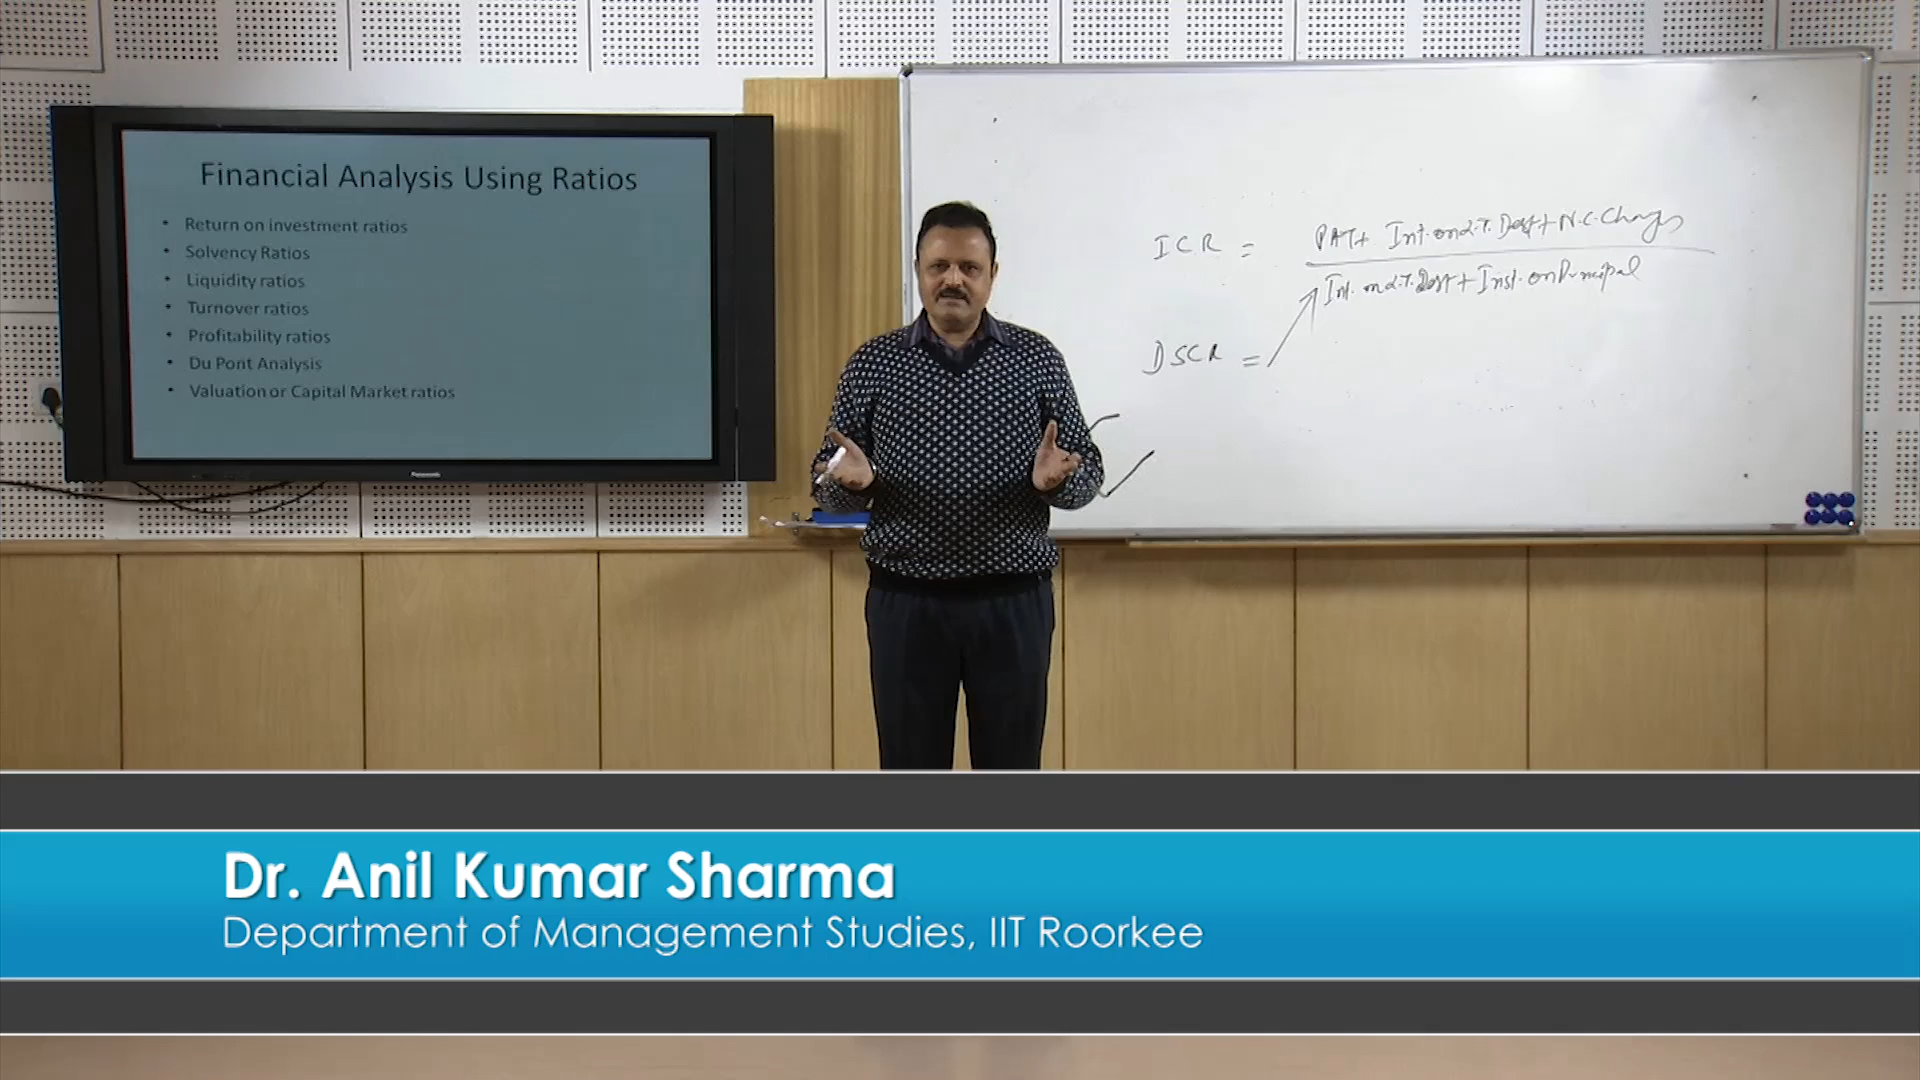 Financial Analysis Using Ratios
• Return on investment ratios
• Solvency Ratios
• Liquidity ratios
• Turnover ratios
• Profitability ratios
• Du Pont Analysis
• Valuation or Capital Market ratios
Panasonic
ICR = PAT+ Int. on L.T. Debt + N.C. Charges
Int. on L.T. Debt + Inst. on Principal
DSCR =
Dr. Anil Kumar Sharma
Department of Management Studies, IIT Roorkee